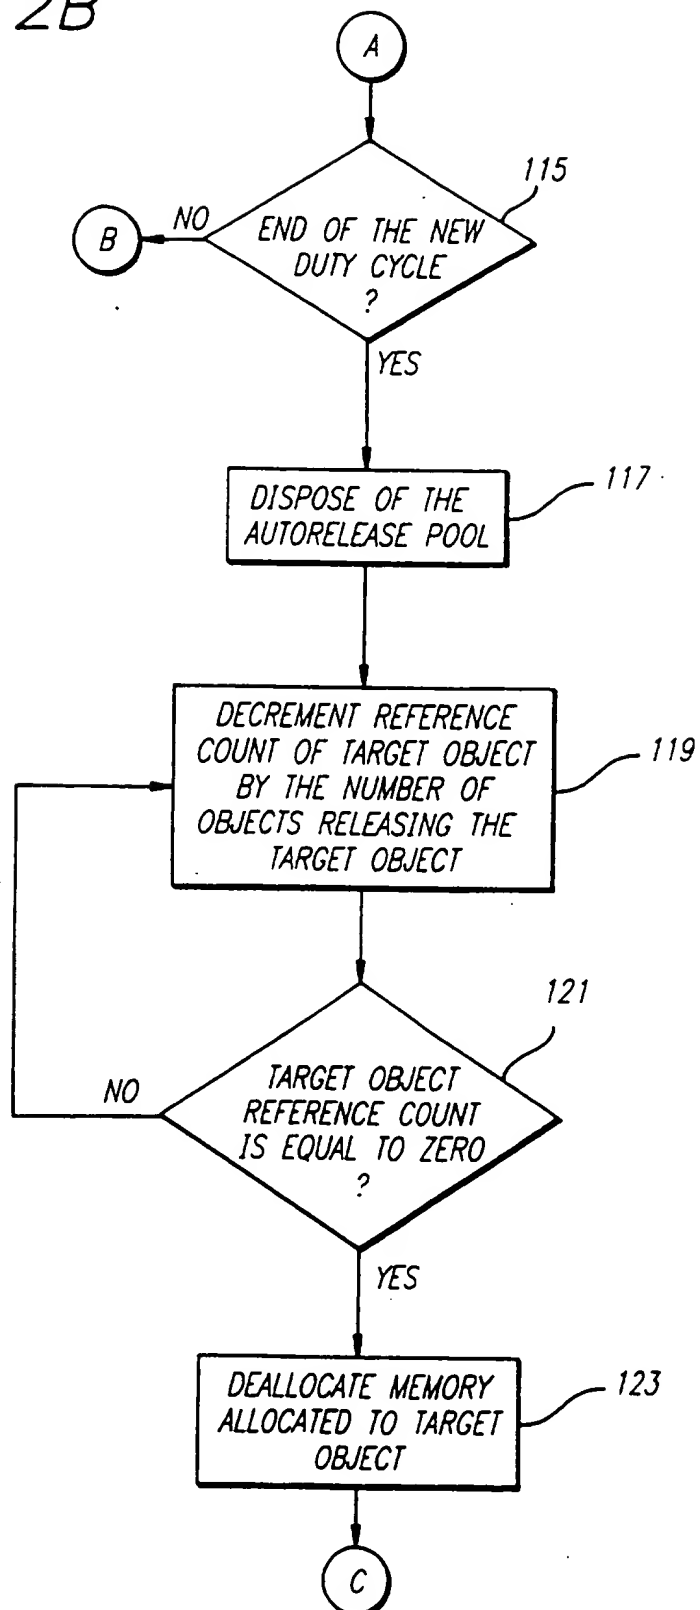 2B
A
115
END OF THE NEW
DUTY CYCLE
?
NO
B
YES
117
DISPOSE OF THE
AUTORELEASE POOL
DECREMENT REFERENCE
COUNT OF TARGET OBJECT
BY THE NUMBER OF
OBJECTS RELEASING THE
TARGET OBJECT
119
121
TARGET OBJECT
REFERENCE COUNT
IS EQUAL TO ZERO
?
NO
YES
DEALLOCATE MEMORY
ALLOCATED TO TARGET
OBJECT
123
C